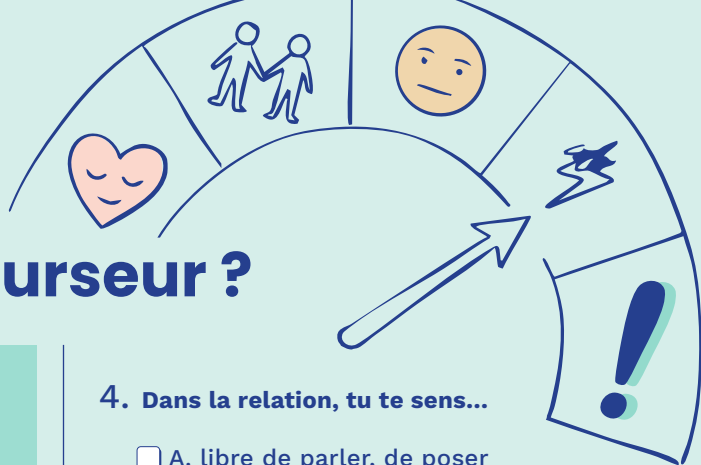 urseur ?
4. Dans la relation, tu te sens...
A. libre de parler, de poser